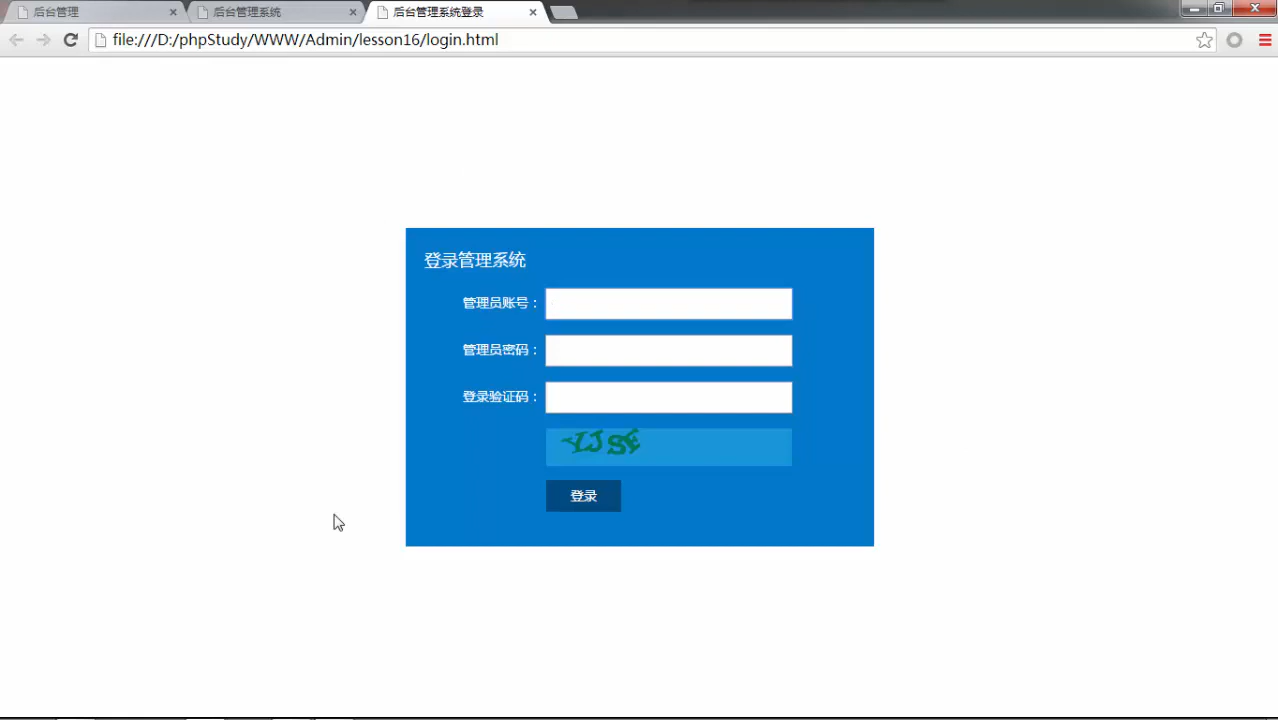 后台管理
后台管理系统
后台管理系统登录
file:///D:/phpStudy/WWW/Admin/lesson16/login.html
登录管理系统
管理员账号：
管理员密码：
登录验证码：
YJSF
登录